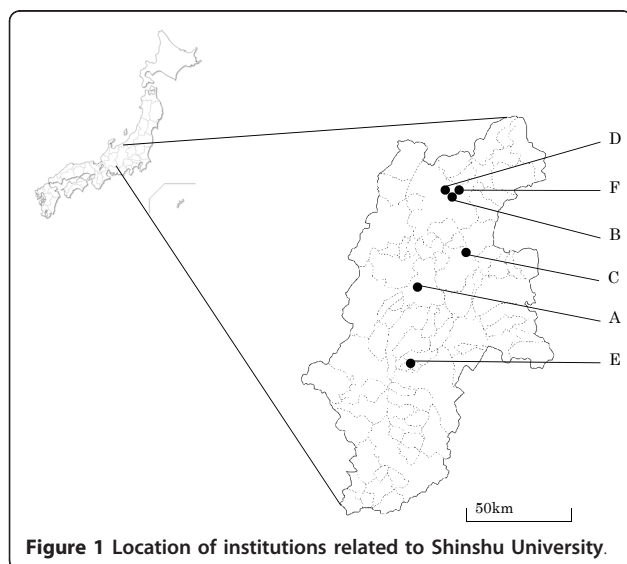 D
F
B
C
A
E
50km
Figure 1 Location of institutions related to Shinshu University.